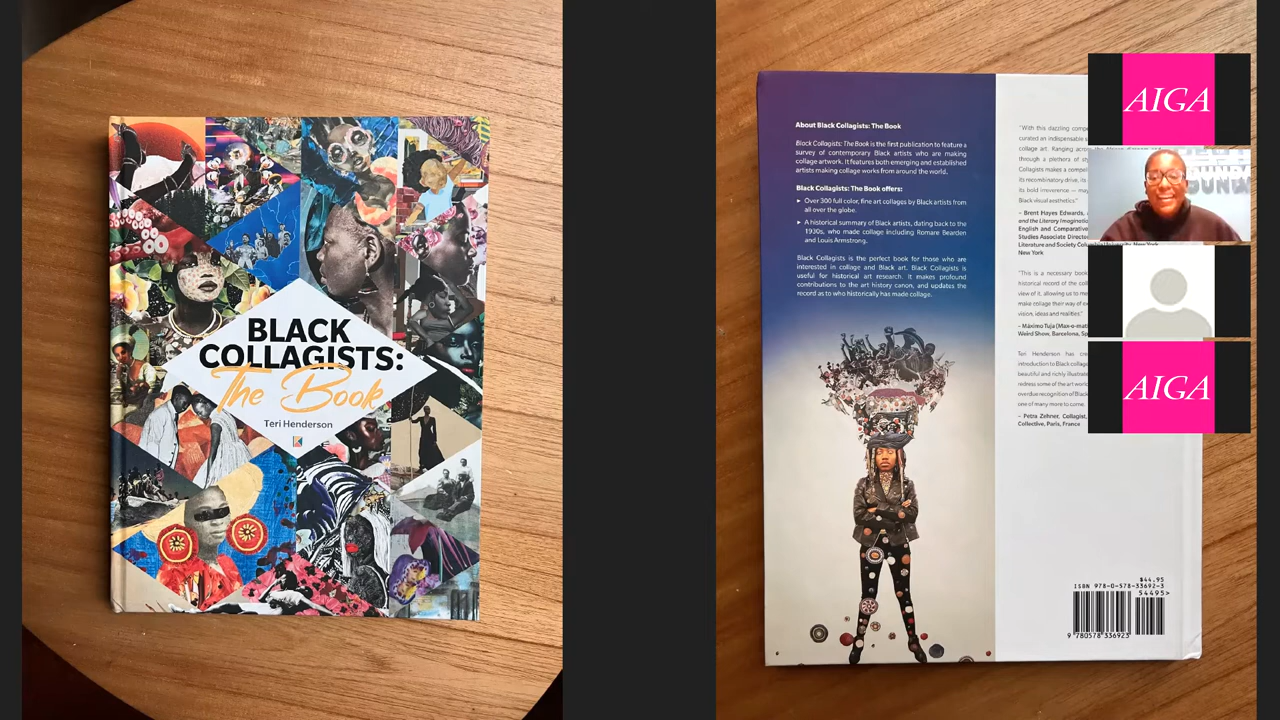 BLACK
COLLAGISTS:
The Book
Teri Henderson
About Black Collagists: The Book
Black Collagists: The Book is the first publication to feature a
survey of contemporary Black artists who are making
collage artwork. It features both emerging and established
artists making collage works from around the world.
Black Collagists: The Book offers:
Over 300 full color, fine art collages by Black artists from
all over the globe.
A historical summary of Black artists, dating back to the
1930s, who made collage including Romare Bearden
and Louis Armstrong.
Black Collagists is the perfect book for those who are
interested in collage and Black art. Black Collagists is
useful for historical art research. It makes profound
contributions to the art history canon, and updates the
record as to who historically has made collage.
"With this dazzling
curated an indispensable
collage art. Ranging
through a plethora of
Collagists makes a
its recombinatory drive, its
its bold irreverence — may
Black visual aesthetics."
– Brent Hayes Edwards,
and the Literary
English and Comparative
Studies Associate
Literature and Society
New York
"This is a necessary book
historical record of the
view of it, allowing us to
make collage their way of
vision, ideas and realities."
– Máximo Tuja
Weird Show, Barcelona,
Teri Henderson has
introduction to Black
beautiful and richly
redress some of the art
overdue recognition of
one of many more to come.
– Petra Zehner, Collagist,
Collective, Paris, France
$44.95
ISBN 978-0-578-33692-3
54495>
9 780578 336923
AIGA
AIGA